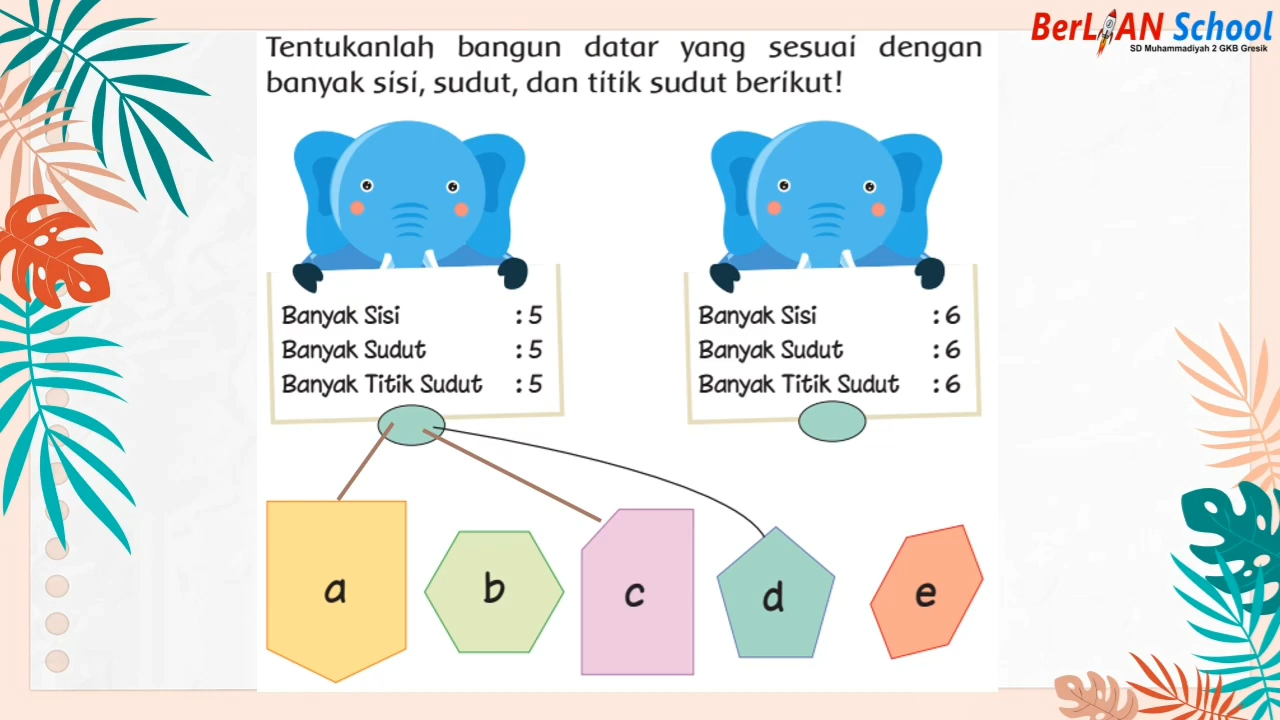 BerLIAN School
SD Muhammadiyah 2 GKB Gresik
Tentukanlah bangun datar yang sesuai dengan
banyak sisi, sudut, dan titik sudut berikut!
Banyak Sisi : 5
Banyak Sudut : 5
Banyak Titik Sudut : 5
Banyak Sisi : 6
Banyak Sudut : 6
Banyak Titik Sudut : 6
a
b
c
d
e